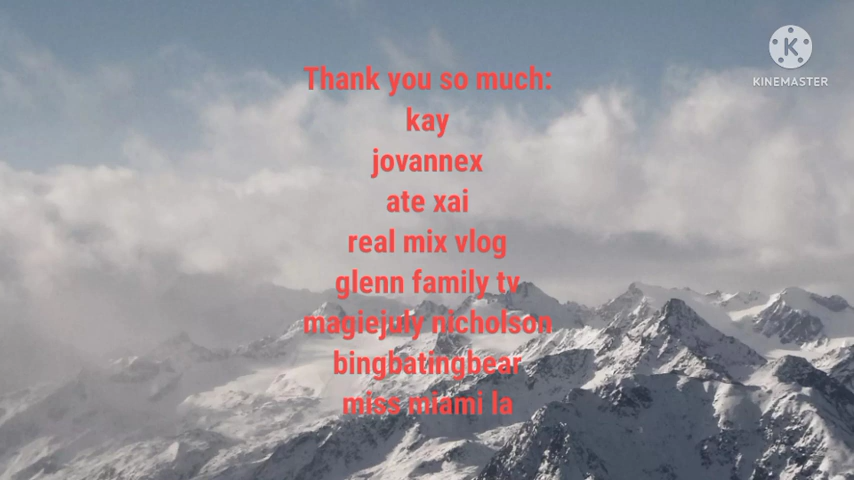 Thank you so much:
kay
jovannex
ate xai
real mix vlog
glenn family tv
magiejuly nicholson
bingbatingbear
miss miami la
K
KINEMASTER